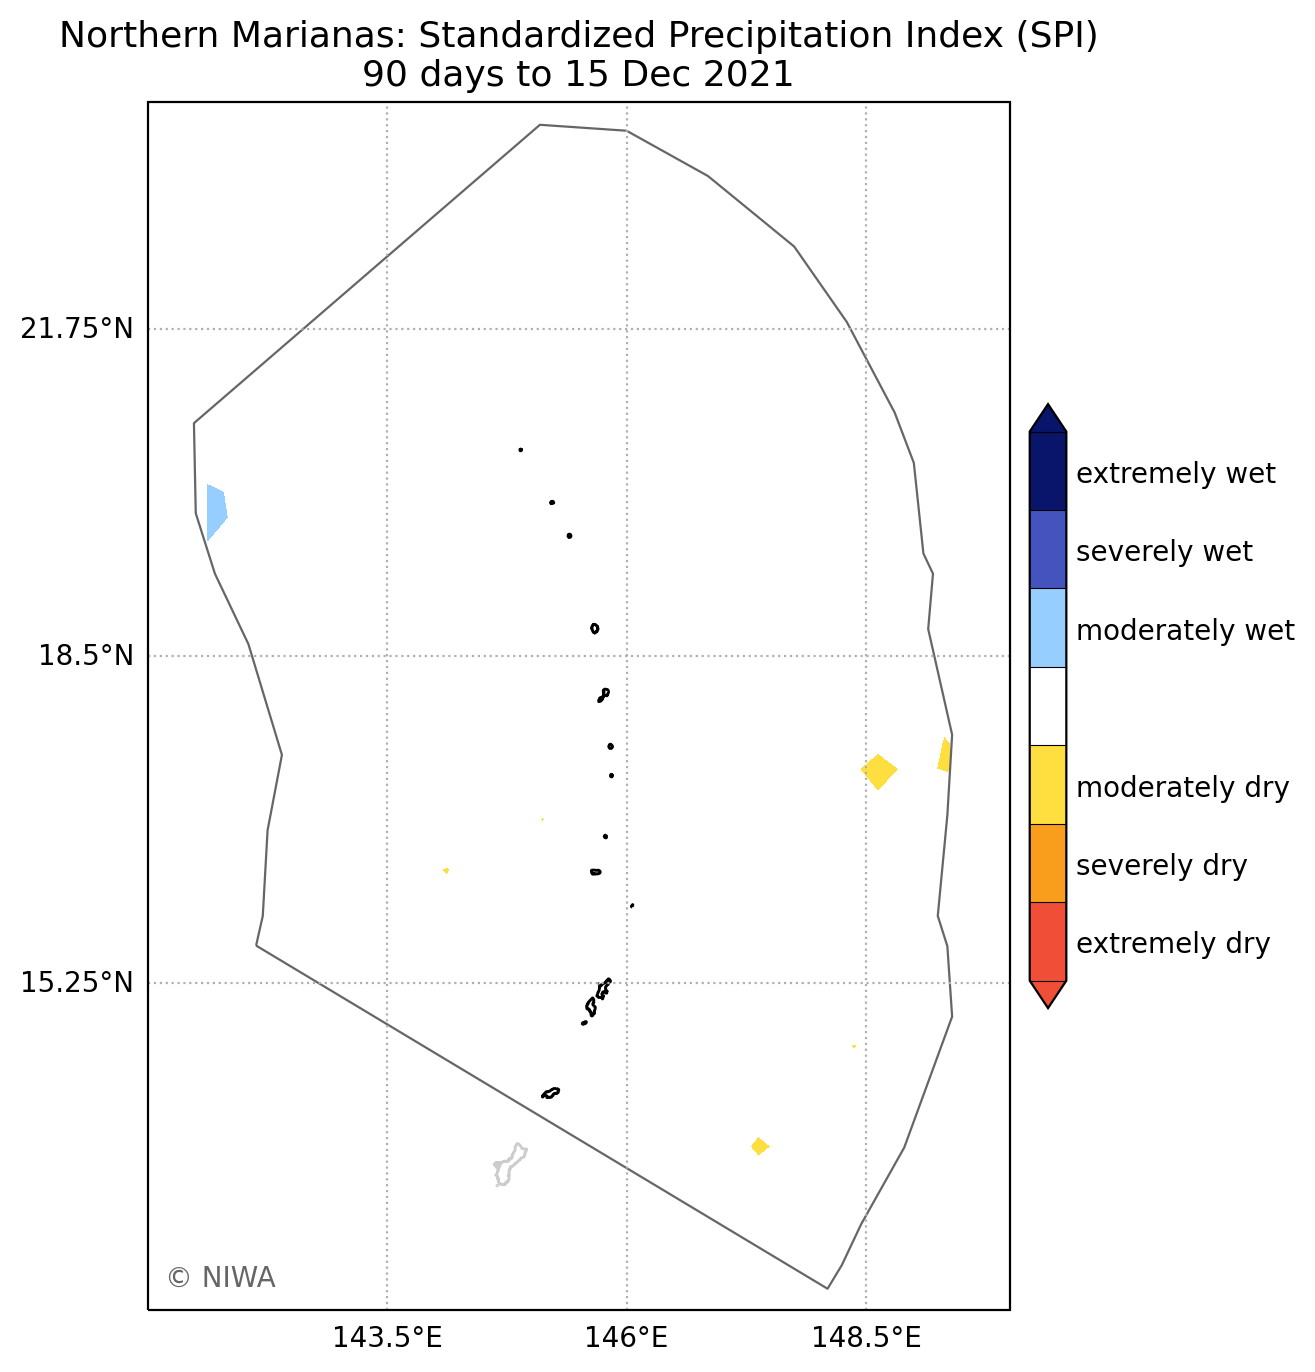 Northern Marianas: Standardized Precipitation Index (SPI)
90 days to 15 Dec 2021
21.75°N
18.5°N
15.25°N
143.5°E
146°E
148.5°E
extremely wet
severely wet
moderately wet
moderately dry
severely dry
extremely dry
© NIWA